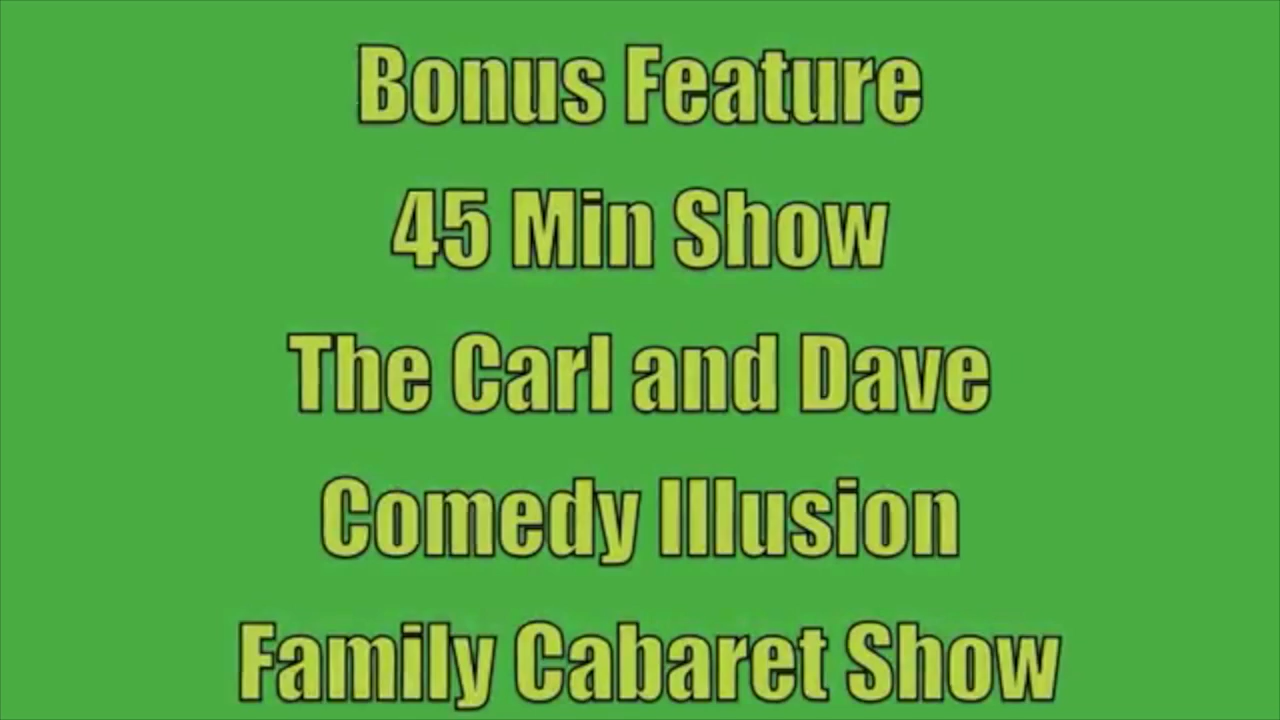 Bonus Feature
45 Min Show
The Carl and Dave
Comedy Illusion
Family Cabaret Show